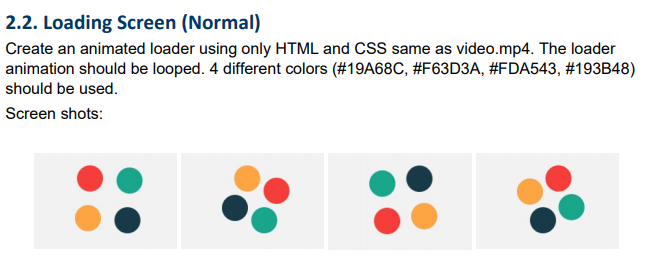 2.2. Loading Screen (Normal)
Create an animated loader using only HTML and CSS same as video.mp4. The loader
animation should be looped. 4 different colors (#19A68C, #F63D3A, #FDA543, #193B48)
should be used.
Screen shots: